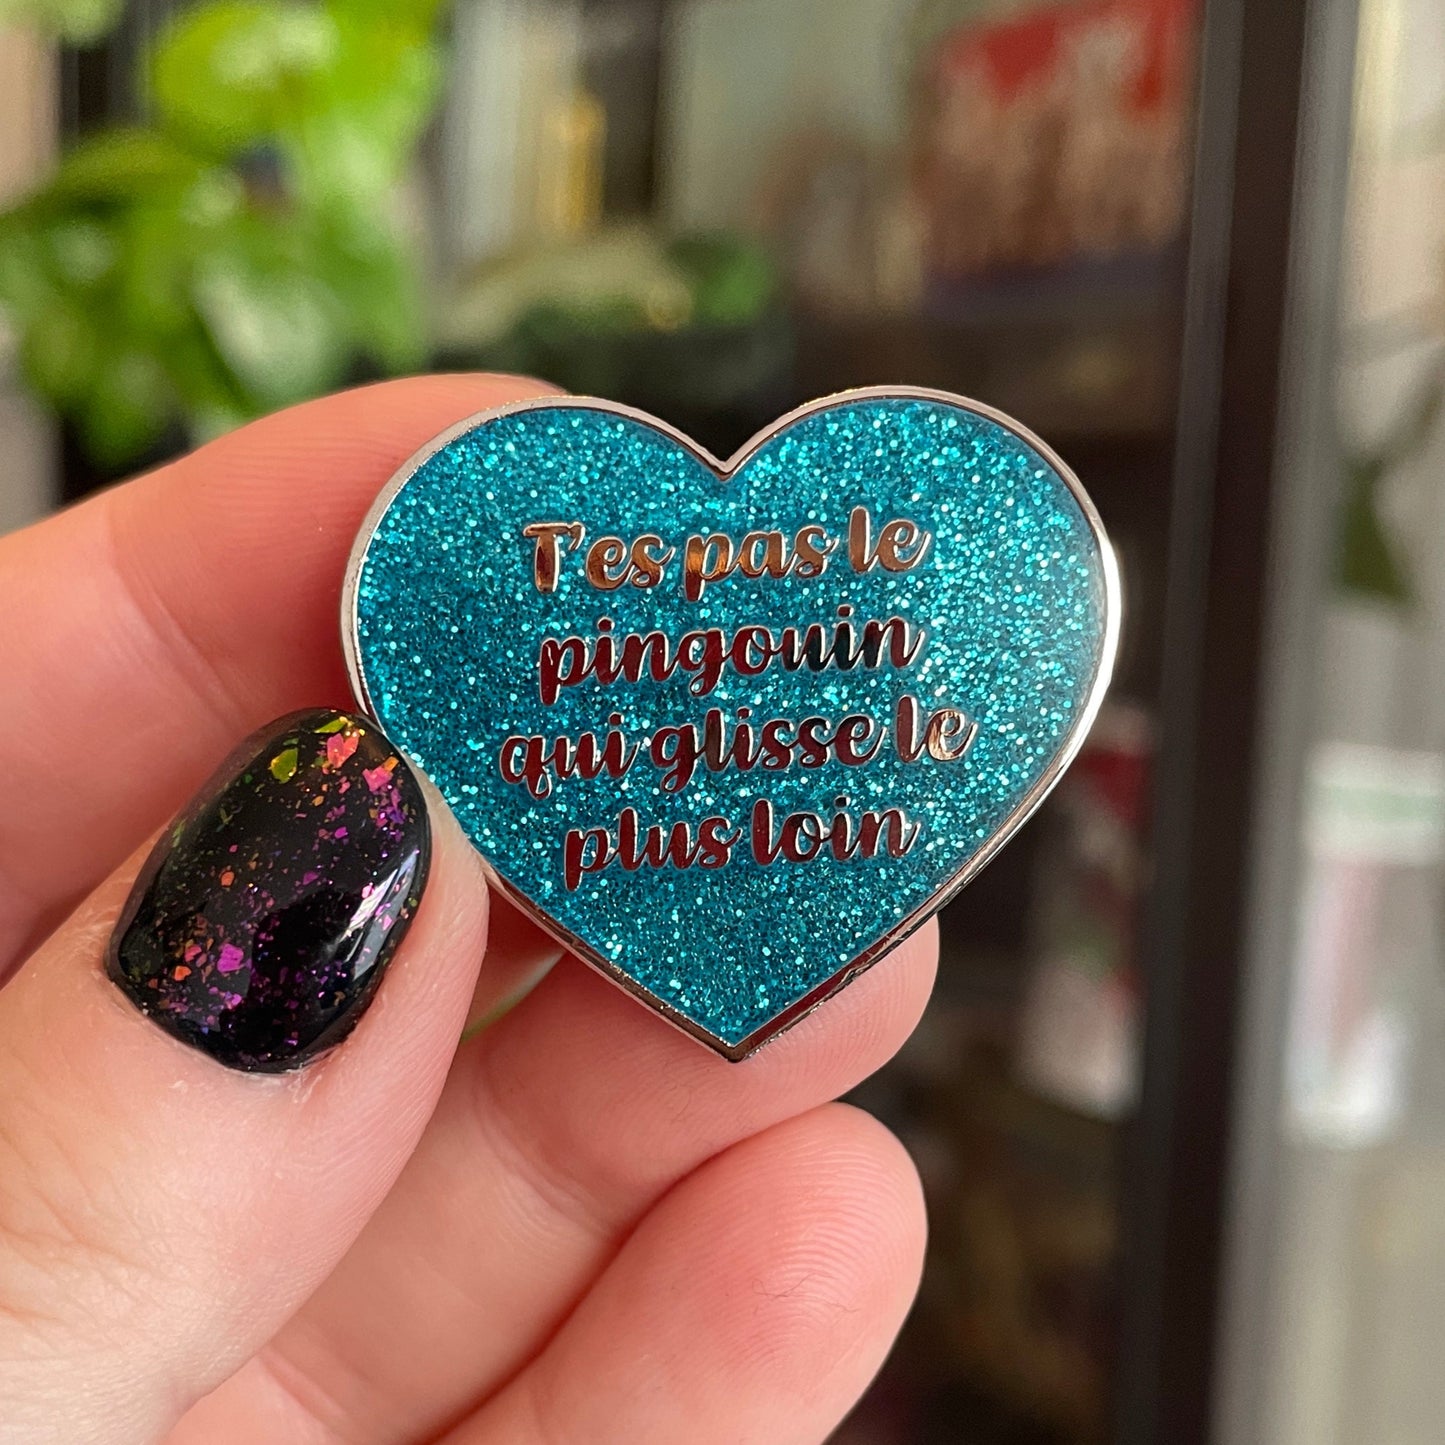 T'es pas le
pingouin
qui glisse le
plus loin